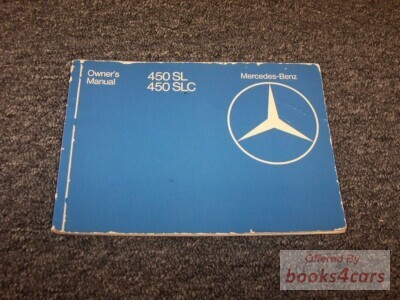 Owner's
Manual
450 SL
450 SLC
Mercedes-Benz
Offered By
books4cars